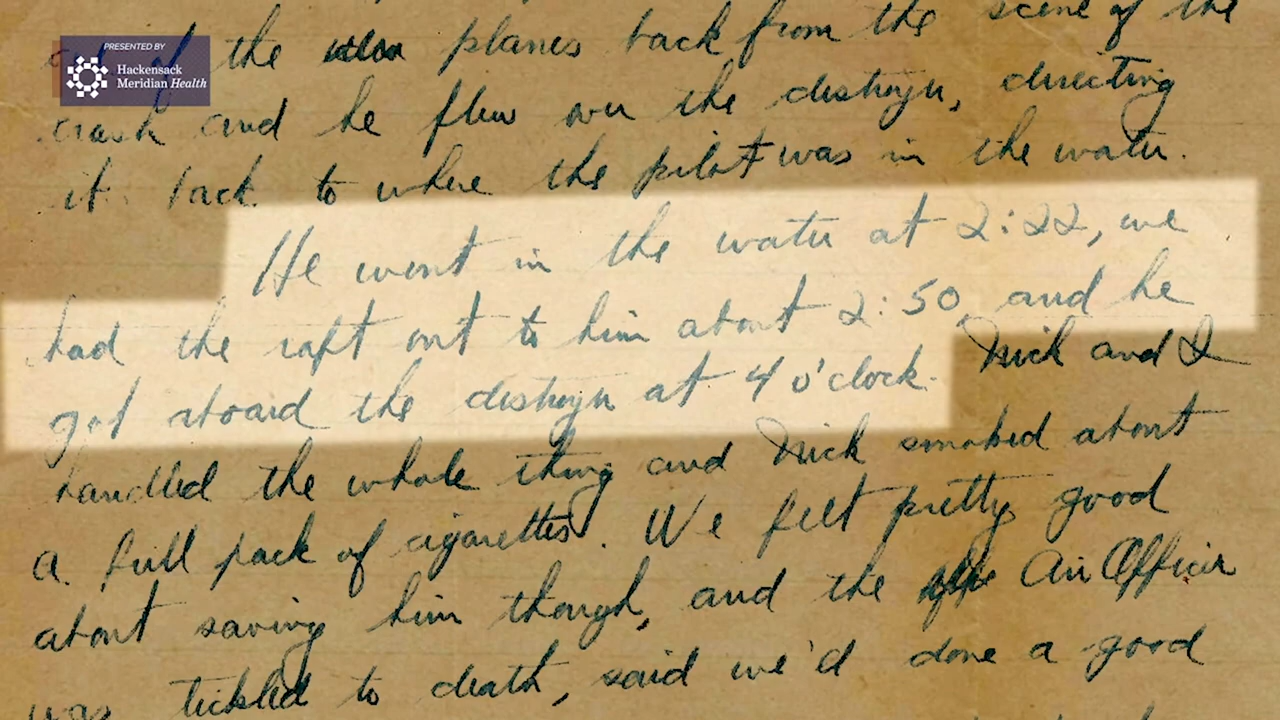 PRESENTED BY
Hackensack
Meridian Health
of the planes back from the scene of the
crash and he flew over the destroyer, directing
it back to where the pilot was in the water.
He went in the water at 2:22, we
had the raft out to him about 2:50, and he
got aboard the destroyer at 4 o'clock. Nick and I
handled the whole thing and Nick smoked about
a full pack of cigarettes. We felt pretty good
about saving him though, and the Air Officer
was tickled to death, said we'd done a good